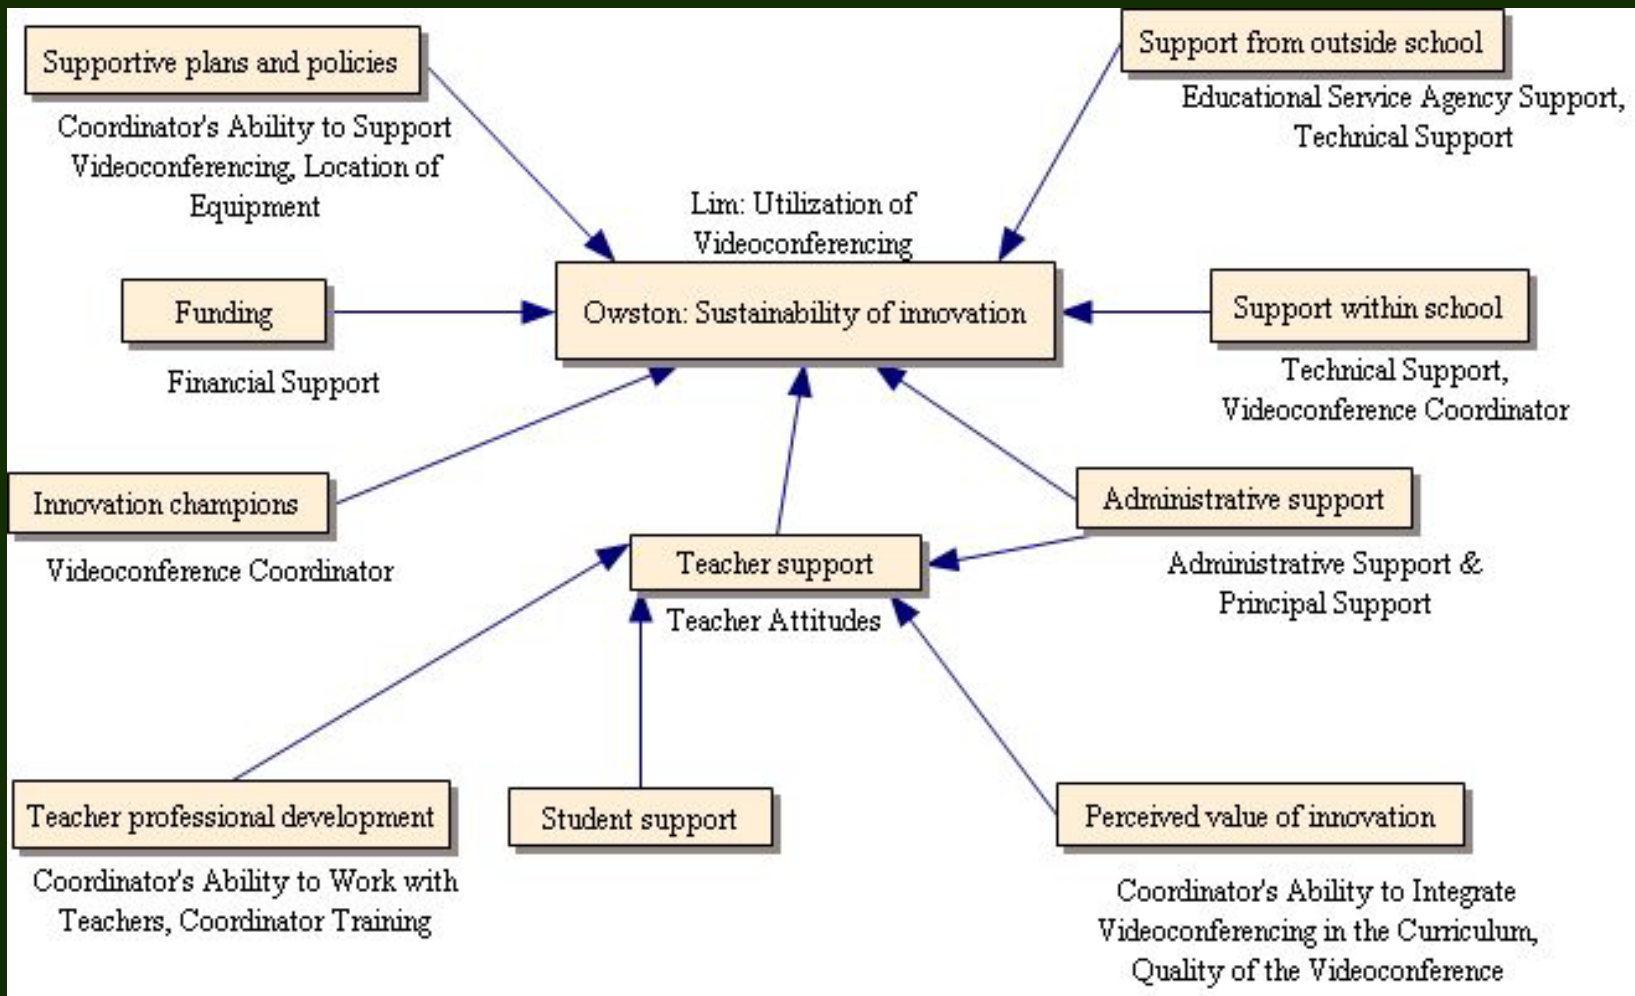 Supportive plans and policies
Coordinator's Ability to Support
Videoconferencing, Location of
Equipment
Support from outside school
Educational Service Agency Support,
Technical Support
Lim: Utilization of
Videoconferencing
Owston: Sustainability of innovation
Funding
Financial Support
Support within school
Technical Support,
Videoconference Coordinator
Innovation champions
Videoconference Coordinator
Teacher support
Teacher Attitudes
Administrative support
Administrative Support &
Principal Support
Teacher professional development
Coordinator's Ability to Work with
Teachers, Coordinator Training
Student support
Perceived value of innovation
Coordinator's Ability to Integrate
Videoconferencing in the Curriculum,
Quality of the Videoconference